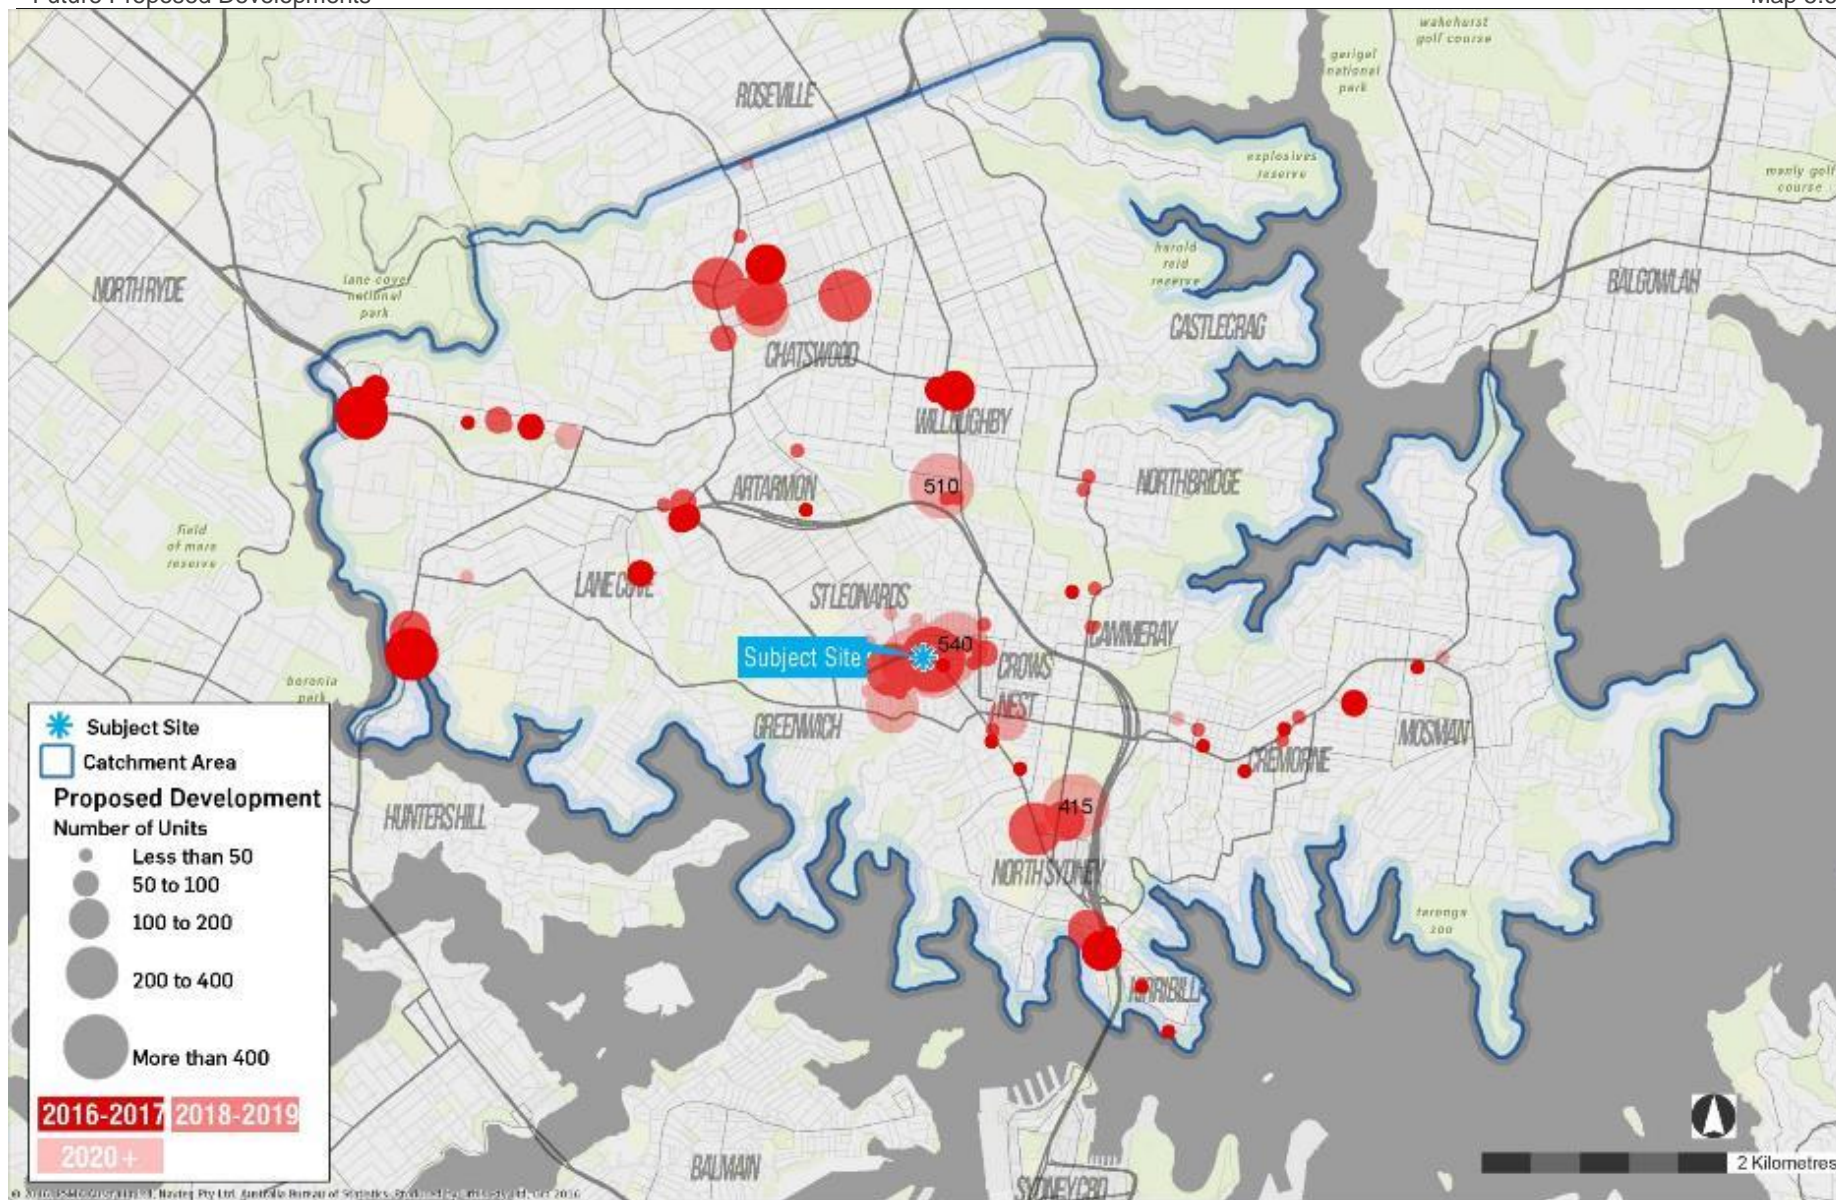 Future Proposed Developments
wakehurst
golf course
garigal
national
park
ROSEVILLE
explosives
reserve
manly golf
course
NORTH RYDE
lane cove
national
park
harold
reid
reserve
BALGOWLAH
CASTLECRAG
CHATSWOOD
WILLOUGHBY
ARTARMON
510
NORTHBRIDGE
field
of mars
reserve
LANE COVE
ST LEONARDS
CAMMERAY
540
Subject Site
CROWS
NEST
boronia
park
GREENWICH
MOSMAN
CREMORNE
HUNTERS HILL
415
NORTH SYDNEY
taronga
zoo
KIRRIBILLI
BALMAIN
SYDNEY CBD
2 Kilometres
Subject Site
Catchment Area
Proposed Development
Number of Units
Less than 50
50 to 100
100 to 200
200 to 400
More than 400
2016-2017 2018-2019
2020+